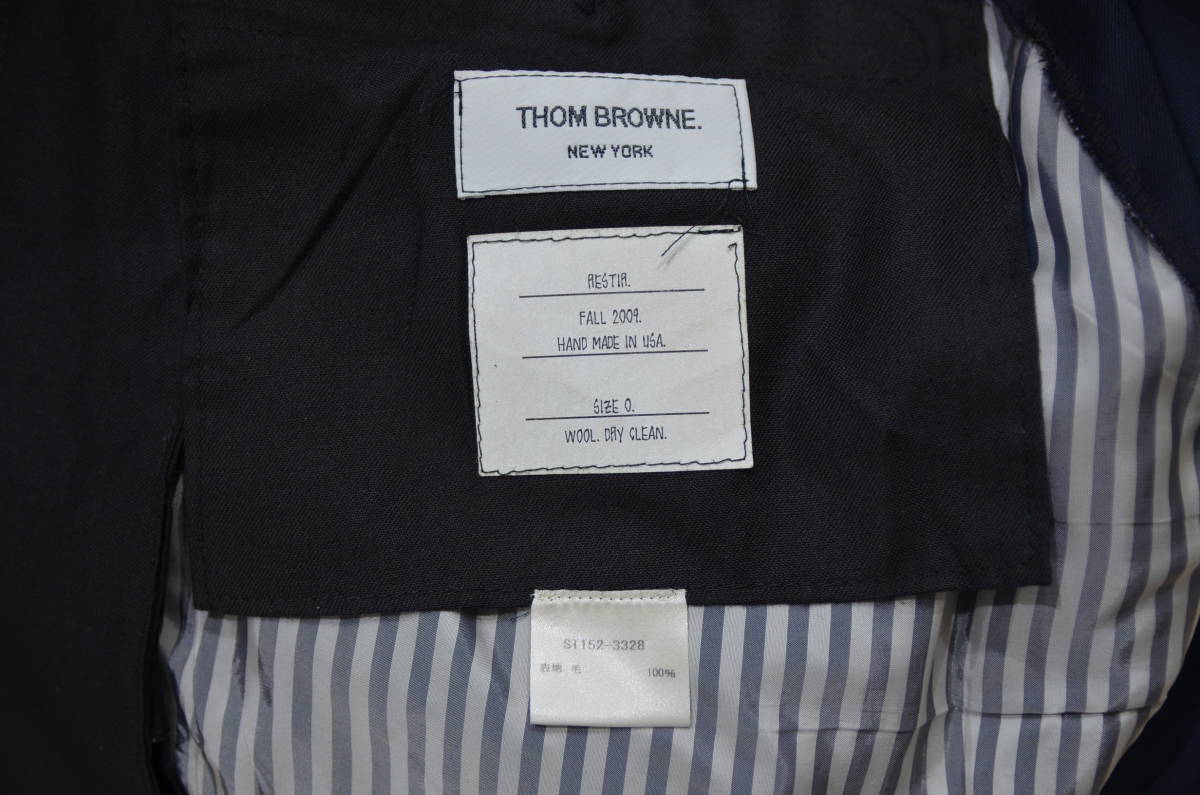 THOM BROWNE.
NEW YORK
RESTIR.
FALL 2009.
HAND MADE IN USA.
SIZE 0.
WOOL. DRY CLEAN.
ST152-3328
表地 毛 100%